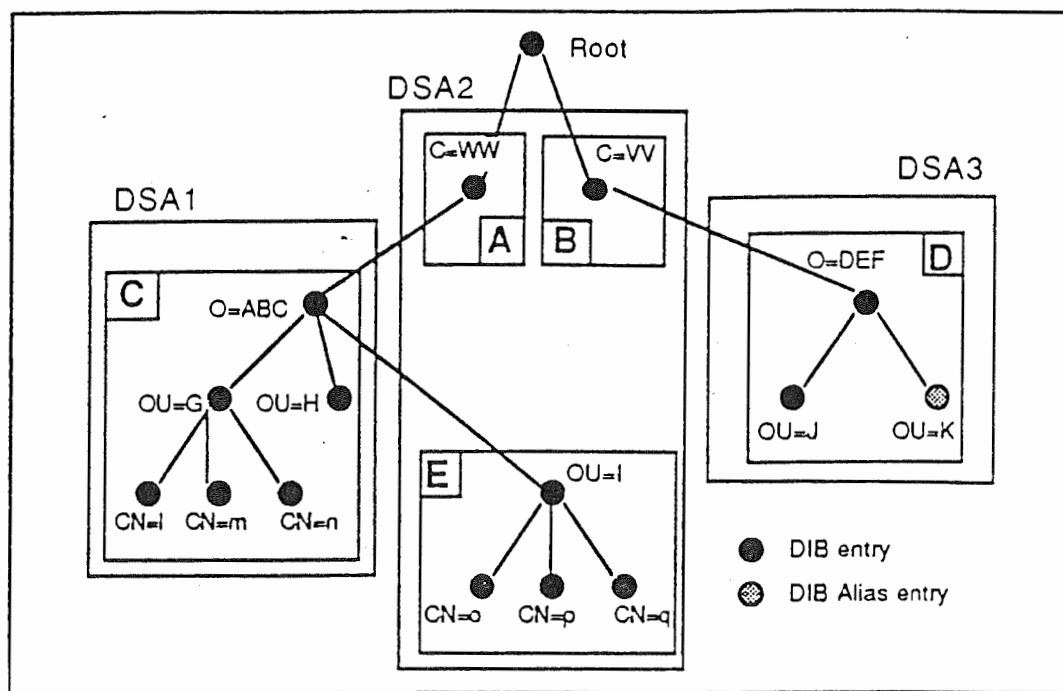 Root
DSA2
C=WW
C=VV
DSA3
DSA1
A
B
D
O=DEF
C
O=ABC
OU=G
OU=H
OU=J
OU=K
E
OU=I
CN=l
CN=m
CN=n
DIB entry
DIB Alias entry
CN=o
CN=p
CN=q